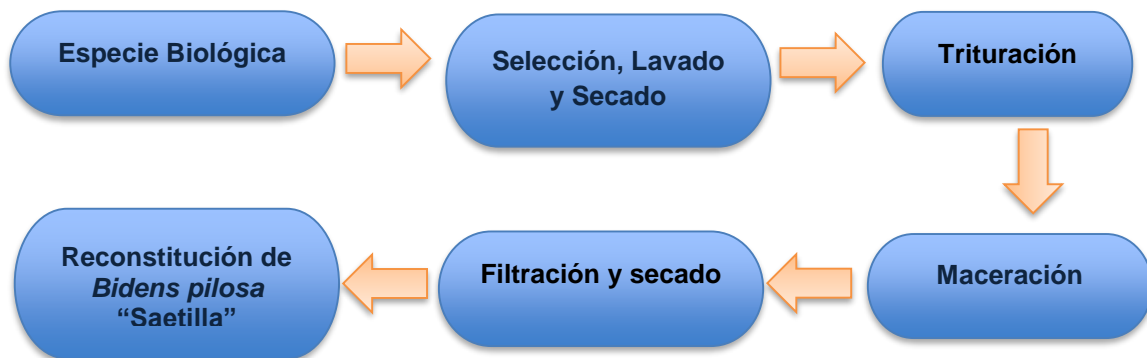 Especie Biológica
Selección, Lavado
y Secado
Trituración
Maceración
Filtración y secado
Reconstitución de
Bidens pilosa
“Saetilla”